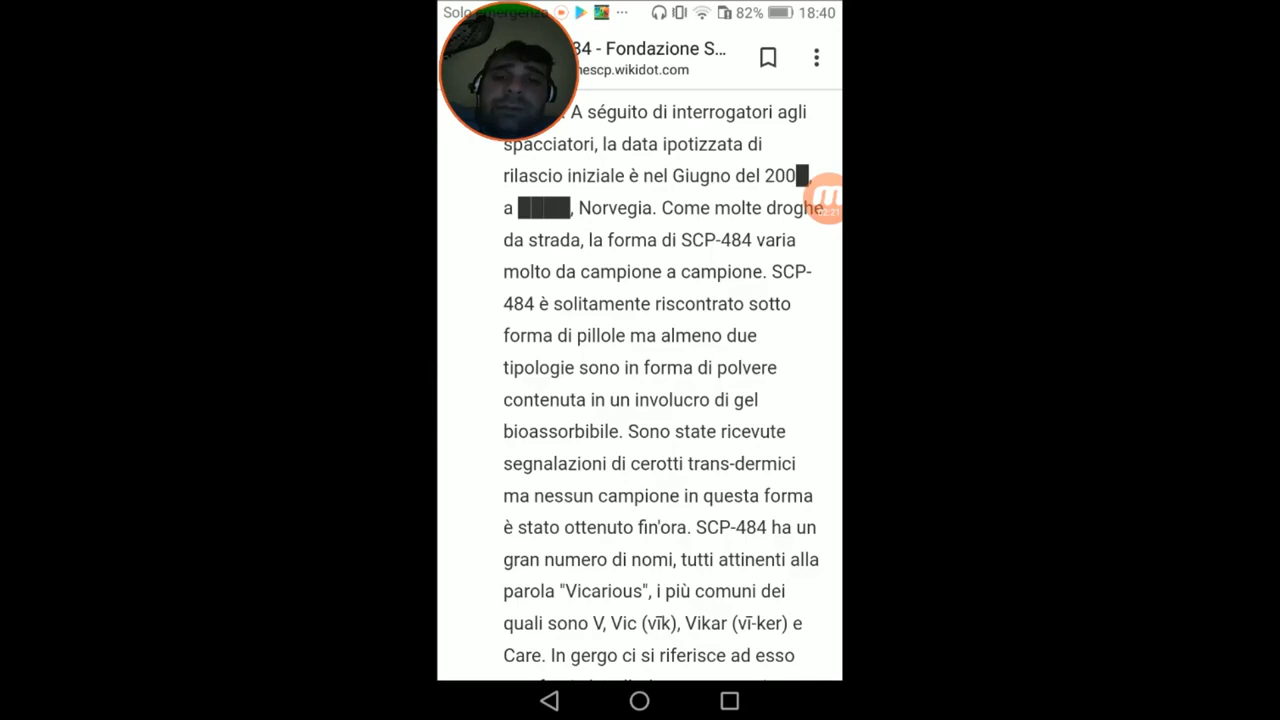 Solo emergenza ... 82% 18:40
34 - Fondazione S...
nescp.wikidot.com
A séguito di interrogatori agli
spacciatori, la data ipotizzata di
rilascio iniziale è nel Giugno del 200█,
a ████, Norvegia. Come molte droghe
02:21
da strada, la forma di SCP-484 varia
molto da campione a campione. SCP-
484 è solitamente riscontrato sotto
forma di pillole ma almeno due
tipologie sono in forma di polvere
contenuta in un involucro di gel
bioassorbibile. Sono state ricevute
segnalazioni di cerotti trans-dermici
ma nessun campione in questa forma
è stato ottenuto fin'ora. SCP-484 ha un
gran numero di nomi, tutti attinenti alla
parola "Vicarious", i più comuni dei
quali sono V, Vic (vīk), Vikar (vī-ker) e
Care. In gergo ci si riferisce ad esso